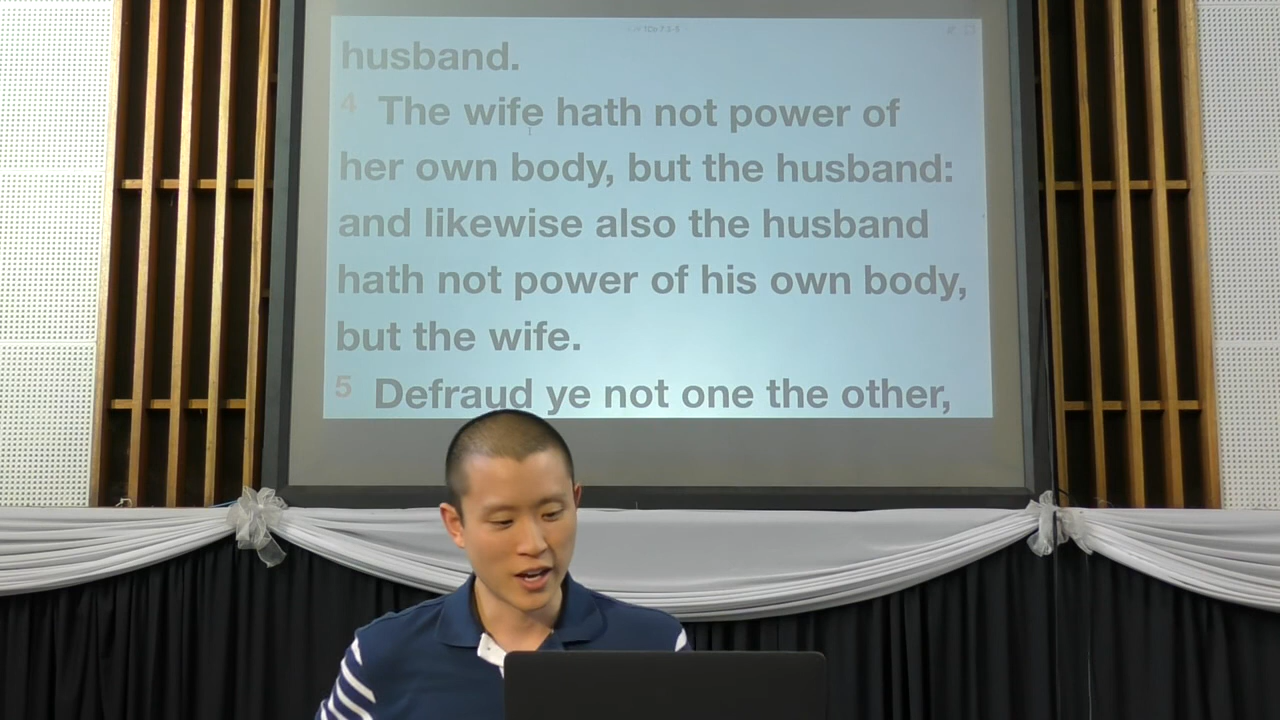 husband.
4 The wife hath not power of
her own body, but the husband:
and likewise also the husband
hath not power of his own body,
but the wife.
5 Defraud ye not one the other,